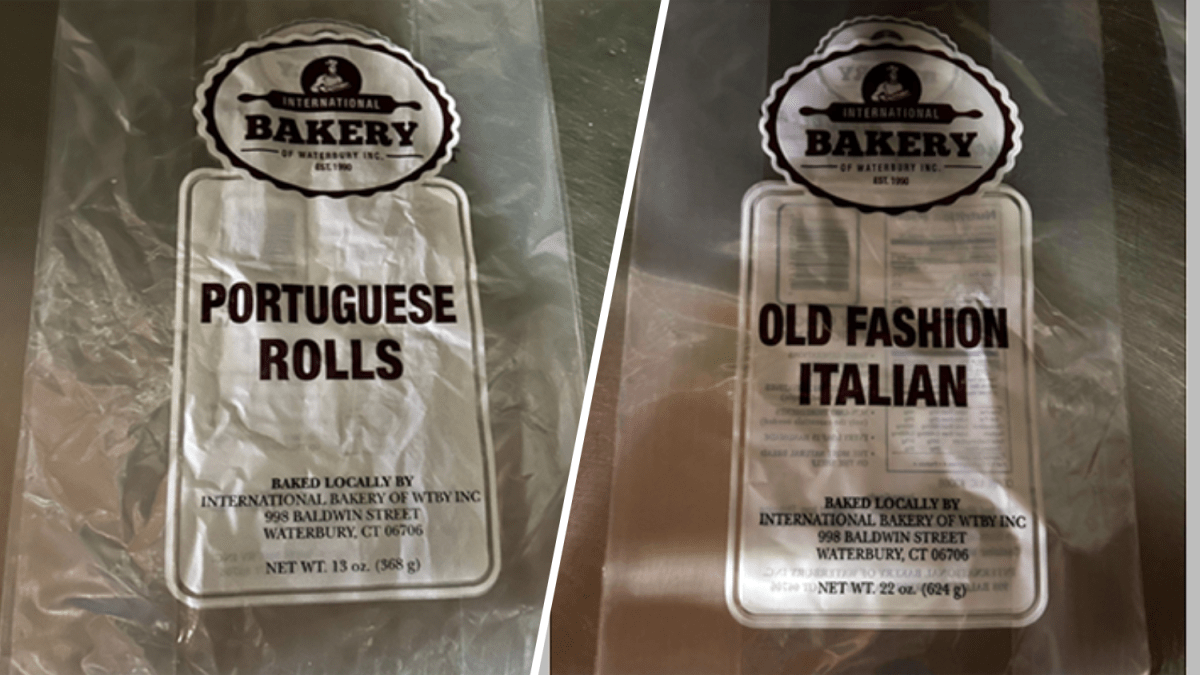 INTERNATIONAL
BAKERY
OF WATERBURY INC.
EST. 1990
PORTUGUESE
ROLLS
BAKED LOCALLY BY
INTERNATIONAL BAKERY OF WTBY INC
998 BALDWIN STREET
WATERBURY, CT 06706
NET WT. 13 oz. (368 g)
INTERNATIONAL
BAKERY
OF WATERBURY INC.
EST. 1990
OLD FASHION
ITALIAN
BAKED LOCALLY BY
INTERNATIONAL BAKERY OF WTBY INC
998 BALDWIN STREET
WATERBURY, CT 06706
NET WT. 22 oz. (624 g)